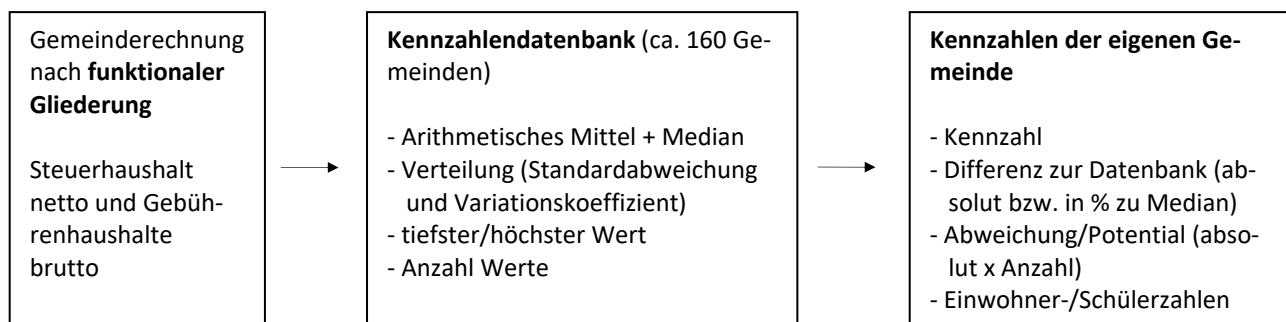 Gemeinderechnung
nach funktionaler
Gliederung
Steuerhaushalt
netto und Gebüh-
renhaushalte
brutto
Kennzahlendatenbank (ca. 160 Ge-
meinden)
- Arithmetisches Mittel + Median
- Verteilung (Standardabweichung
und Variationskoeffizient)
- tiefster/höchster Wert
- Anzahl Werte
Kennzahlen der eigenen Ge-
meinde
- Kennzahl
- Differenz zur Datenbank (ab-
solut bzw. in % zu Median)
- Abweichung/Potential (abso-
lut x Anzahl)
- Einwohner-/Schülerzahlen